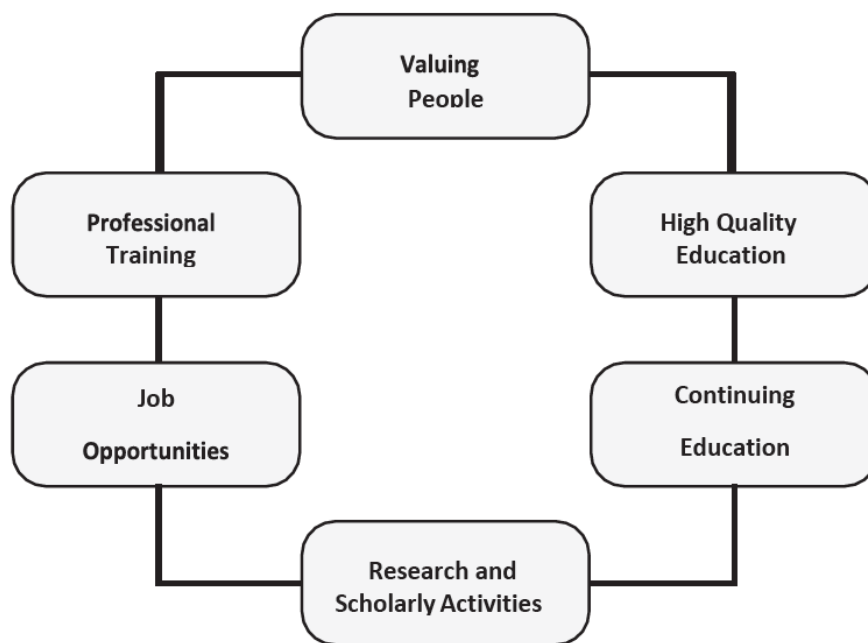 Valuing
People
Professional
Training
High Quality
Education
Job
Opportunities
Continuing
Education
Research and
Scholarly Activities